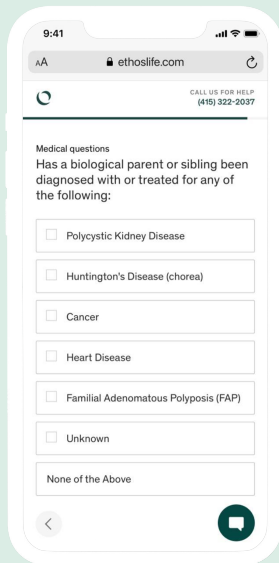 9:41
AA
ethoslife.com
CALL US FOR HELP
(415) 322-2037
Medical questions
Has a biological parent or sibling been
diagnosed with or treated for any of
the following:
Polycystic Kidney Disease
Huntington's Disease (chorea)
Cancer
Heart Disease
Familial Adenomatous Polyposis (FAP)
Unknown
None of the Above